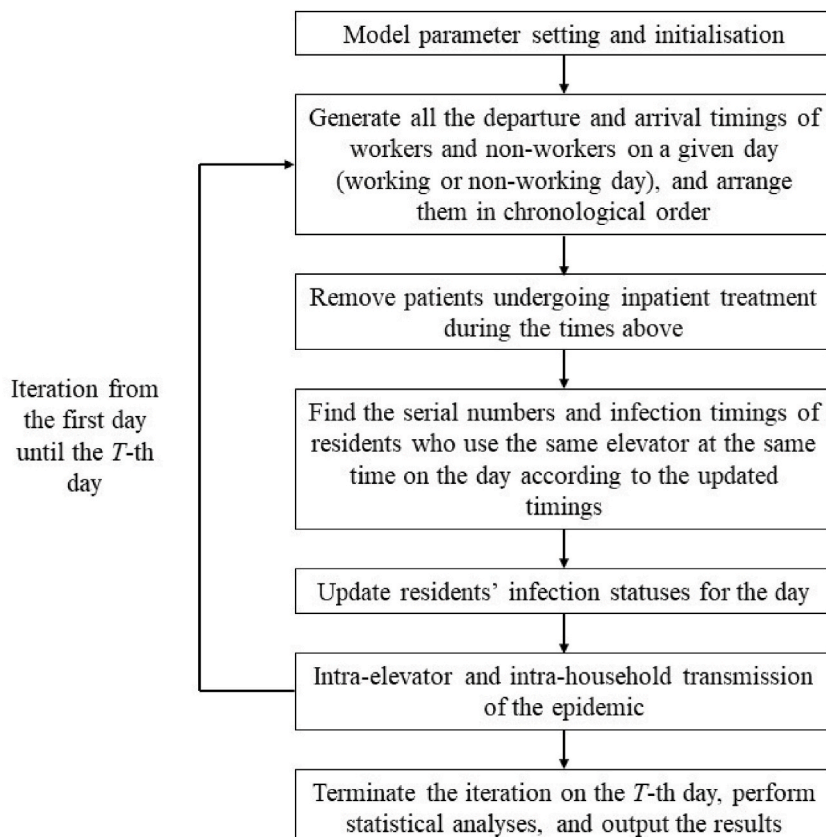 Model parameter setting and initialisation
Generate all the departure and arrival timings of
workers and non-workers on a given day
(working or non-working day), and arrange
them in chronological order
Remove patients undergoing inpatient treatment
during the times above
Iteration from
the first day
until the T-th
day
Find the serial numbers and infection timings of
residents who use the same elevator at the same
time on the day according to the updated
timings
Update residents’ infection statuses for the day
Intra-elevator and intra-household transmission
of the epidemic
Terminate the iteration on the T-th day, perform
statistical analyses, and output the results